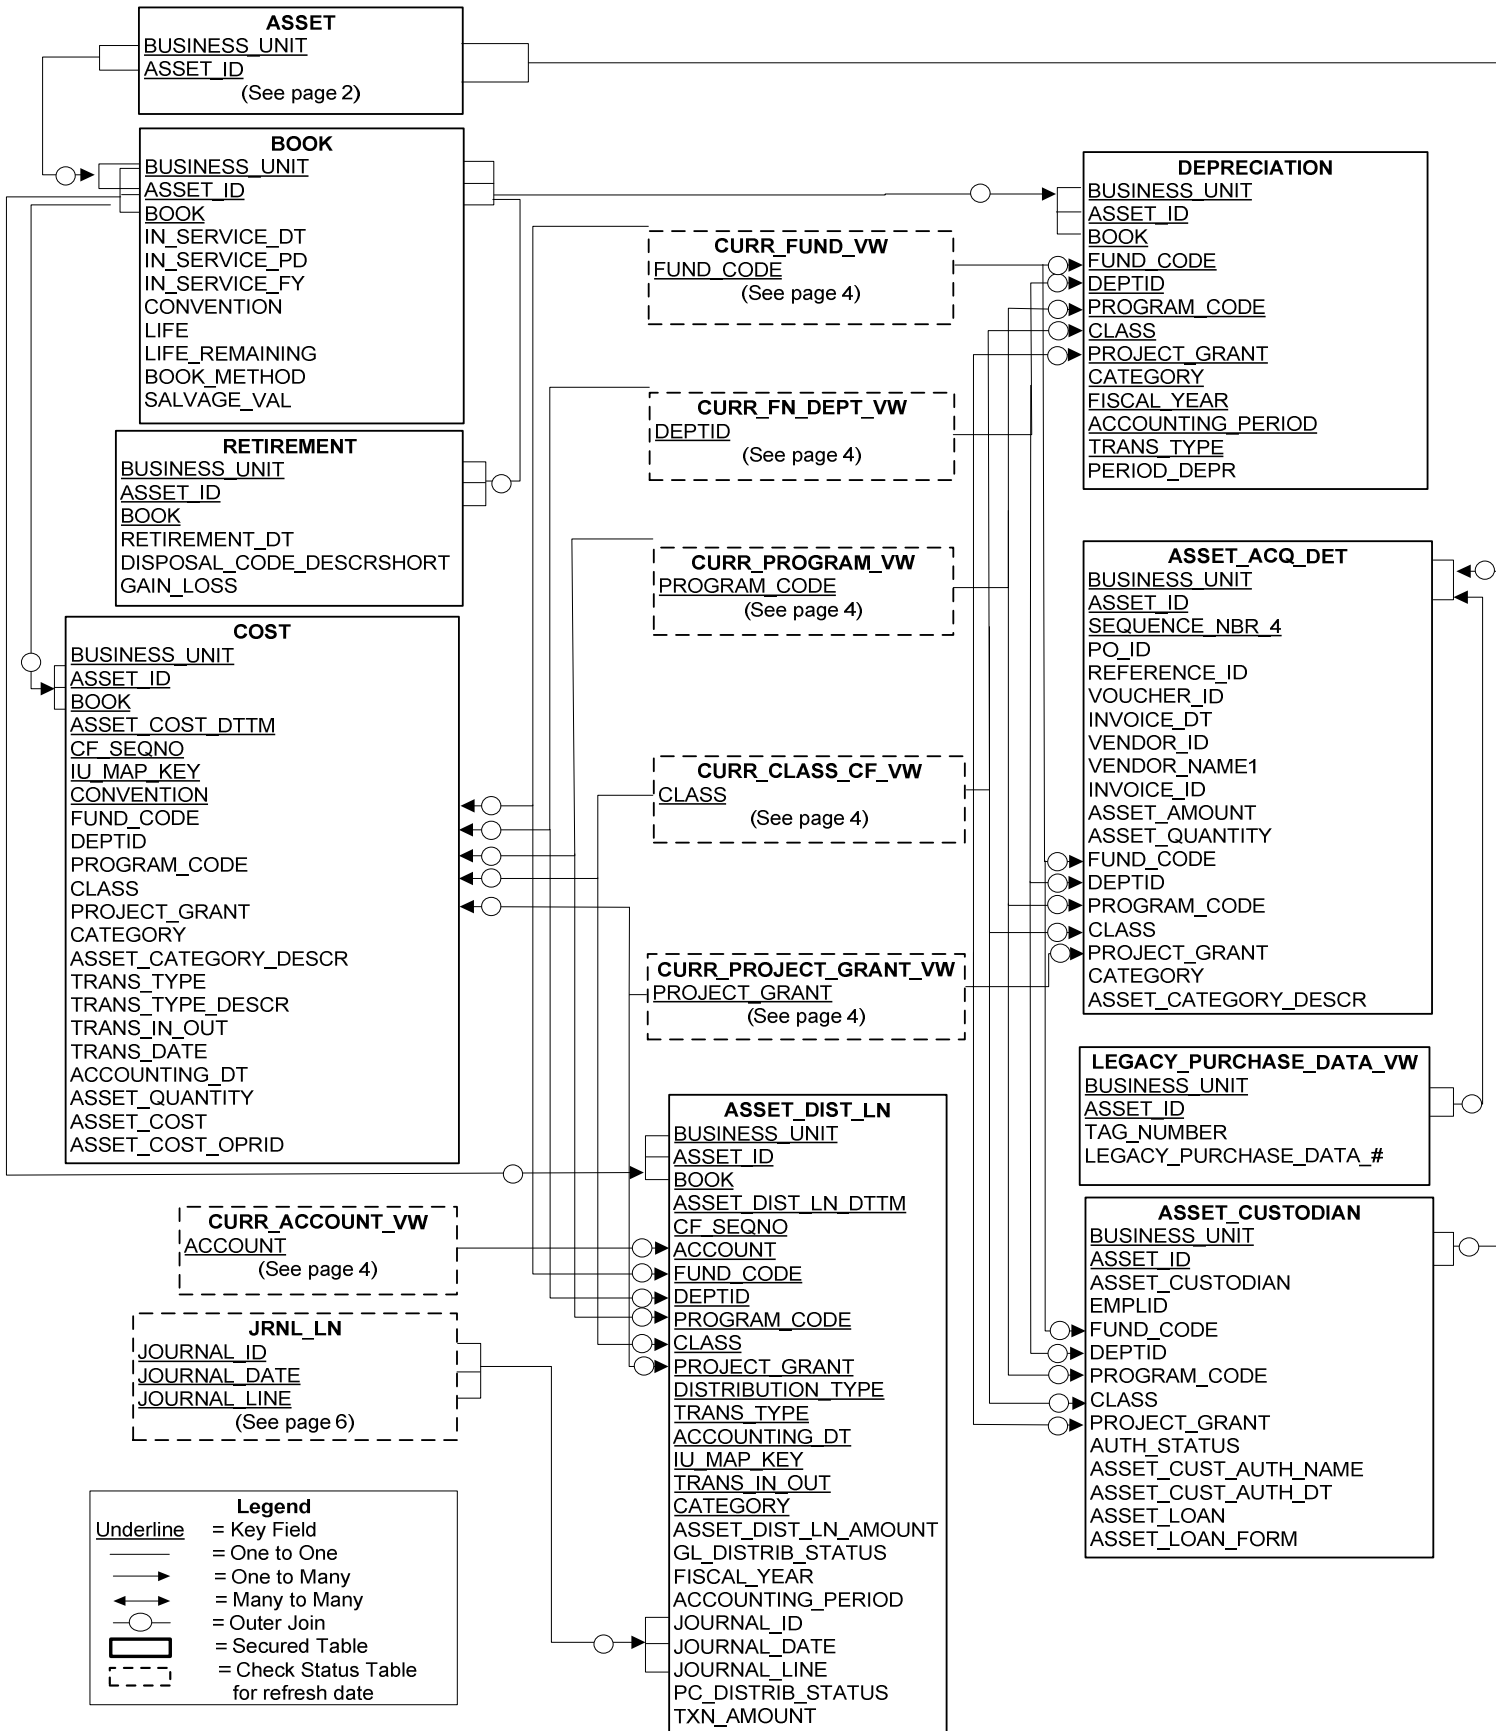 ASSET
BUSINESS_UNIT
ASSET_ID
(See page 2)
BOOK
BUSINESS_UNIT
ASSET_ID
BOOK
IN_SERVICE_DT
IN_SERVICE_PD
IN_SERVICE_FY
CONVENTION
LIFE
LIFE_REMAINING
BOOK_METHOD
SALVAGE_VAL
RETIREMENT
BUSINESS_UNIT
ASSET_ID
BOOK
RETIREMENT_DT
DISPOSAL_CODE_DESCRSHORT
GAIN_LOSS
COST
BUSINESS_UNIT
ASSET_ID
BOOK
ASSET_COST_DTTM
CF_SEQNO
IU_MAP_KEY
CONVENTION
FUND_CODE
DEPTID
PROGRAM_CODE
CLASS
PROJECT_GRANT
CATEGORY
ASSET_CATEGORY_DESCR
TRANS_TYPE
TRANS_TYPE_DESCR
TRANS_IN_OUT
TRANS_DATE
ACCOUNTING_DT
ASSET_QUANTITY
ASSET_COST
ASSET_COST_OPRID
CURR_ACCOUNT_VW
ACCOUNT
(See page 4)
JRNL_LN
JOURNAL_ID
JOURNAL_DATE
JOURNAL_LINE
(See page 6)
Legend
Underline = Key Field
= One to One
= One to Many
= Many to Many
= Outer Join
= Secured Table
= Check Status Table
for refresh date
CURR_FUND_VW
FUND_CODE
(See page 4)
CURR_FN_DEPT_VW
DEPTID
(See page 4)
CURR_PROGRAM_VW
PROGRAM_CODE
(See page 4)
CURR_CLASS_CF_VW
CLASS
(See page 4)
CURR_PROJECT_GRANT_VW
PROJECT_GRANT
(See page 4)
ASSET_DIST_LN
BUSINESS_UNIT
ASSET_ID
BOOK
ASSET_DIST_LN_DTTM
CF_SEQNO
ACCOUNT
FUND_CODE
DEPTID
PROGRAM_CODE
CLASS
PROJECT_GRANT
DISTRIBUTION_TYPE
TRANS_TYPE
ACCOUNTING_DT
IU_MAP_KEY
TRANS_IN_OUT
CATEGORY
ASSET_DIST_LN_AMOUNT
GL_DISTRIB_STATUS
FISCAL_YEAR
ACCOUNTING_PERIOD
JOURNAL_ID
JOURNAL_DATE
JOURNAL_LINE
PC_DISTRIB_STATUS
TXN_AMOUNT
DEPRECIATION
BUSINESS_UNIT
ASSET_ID
BOOK
FUND_CODE
DEPTID
PROGRAM_CODE
CLASS
PROJECT_GRANT
CATEGORY
FISCAL_YEAR
ACCOUNTING_PERIOD
TRANS_TYPE
PERIOD_DEPR
ASSET_ACQ_DET
BUSINESS_UNIT
ASSET_ID
SEQUENCE_NBR_4
PO_ID
REFERENCE_ID
VOUCHER_ID
INVOICE_DT
VENDOR_ID
VENDOR_NAME1
INVOICE_ID
ASSET_AMOUNT
ASSET_QUANTITY
FUND_CODE
DEPTID
PROGRAM_CODE
CLASS
PROJECT_GRANT
CATEGORY
ASSET_CATEGORY_DESCR
LEGACY_PURCHASE_DATA_VW
BUSINESS_UNIT
ASSET_ID
TAG_NUMBER
LEGACY_PURCHASE_DATA_#
ASSET_CUSTODIAN
BUSINESS_UNIT
ASSET_ID
ASSET_CUSTODIAN
EMPLID
FUND_CODE
DEPTID
PROGRAM_CODE
CLASS
PROJECT_GRANT
AUTH_STATUS
ASSET_CUST_AUTH_NAME
ASSET_CUST_AUTH_DT
ASSET_LOAN
ASSET_LOAN_FORM